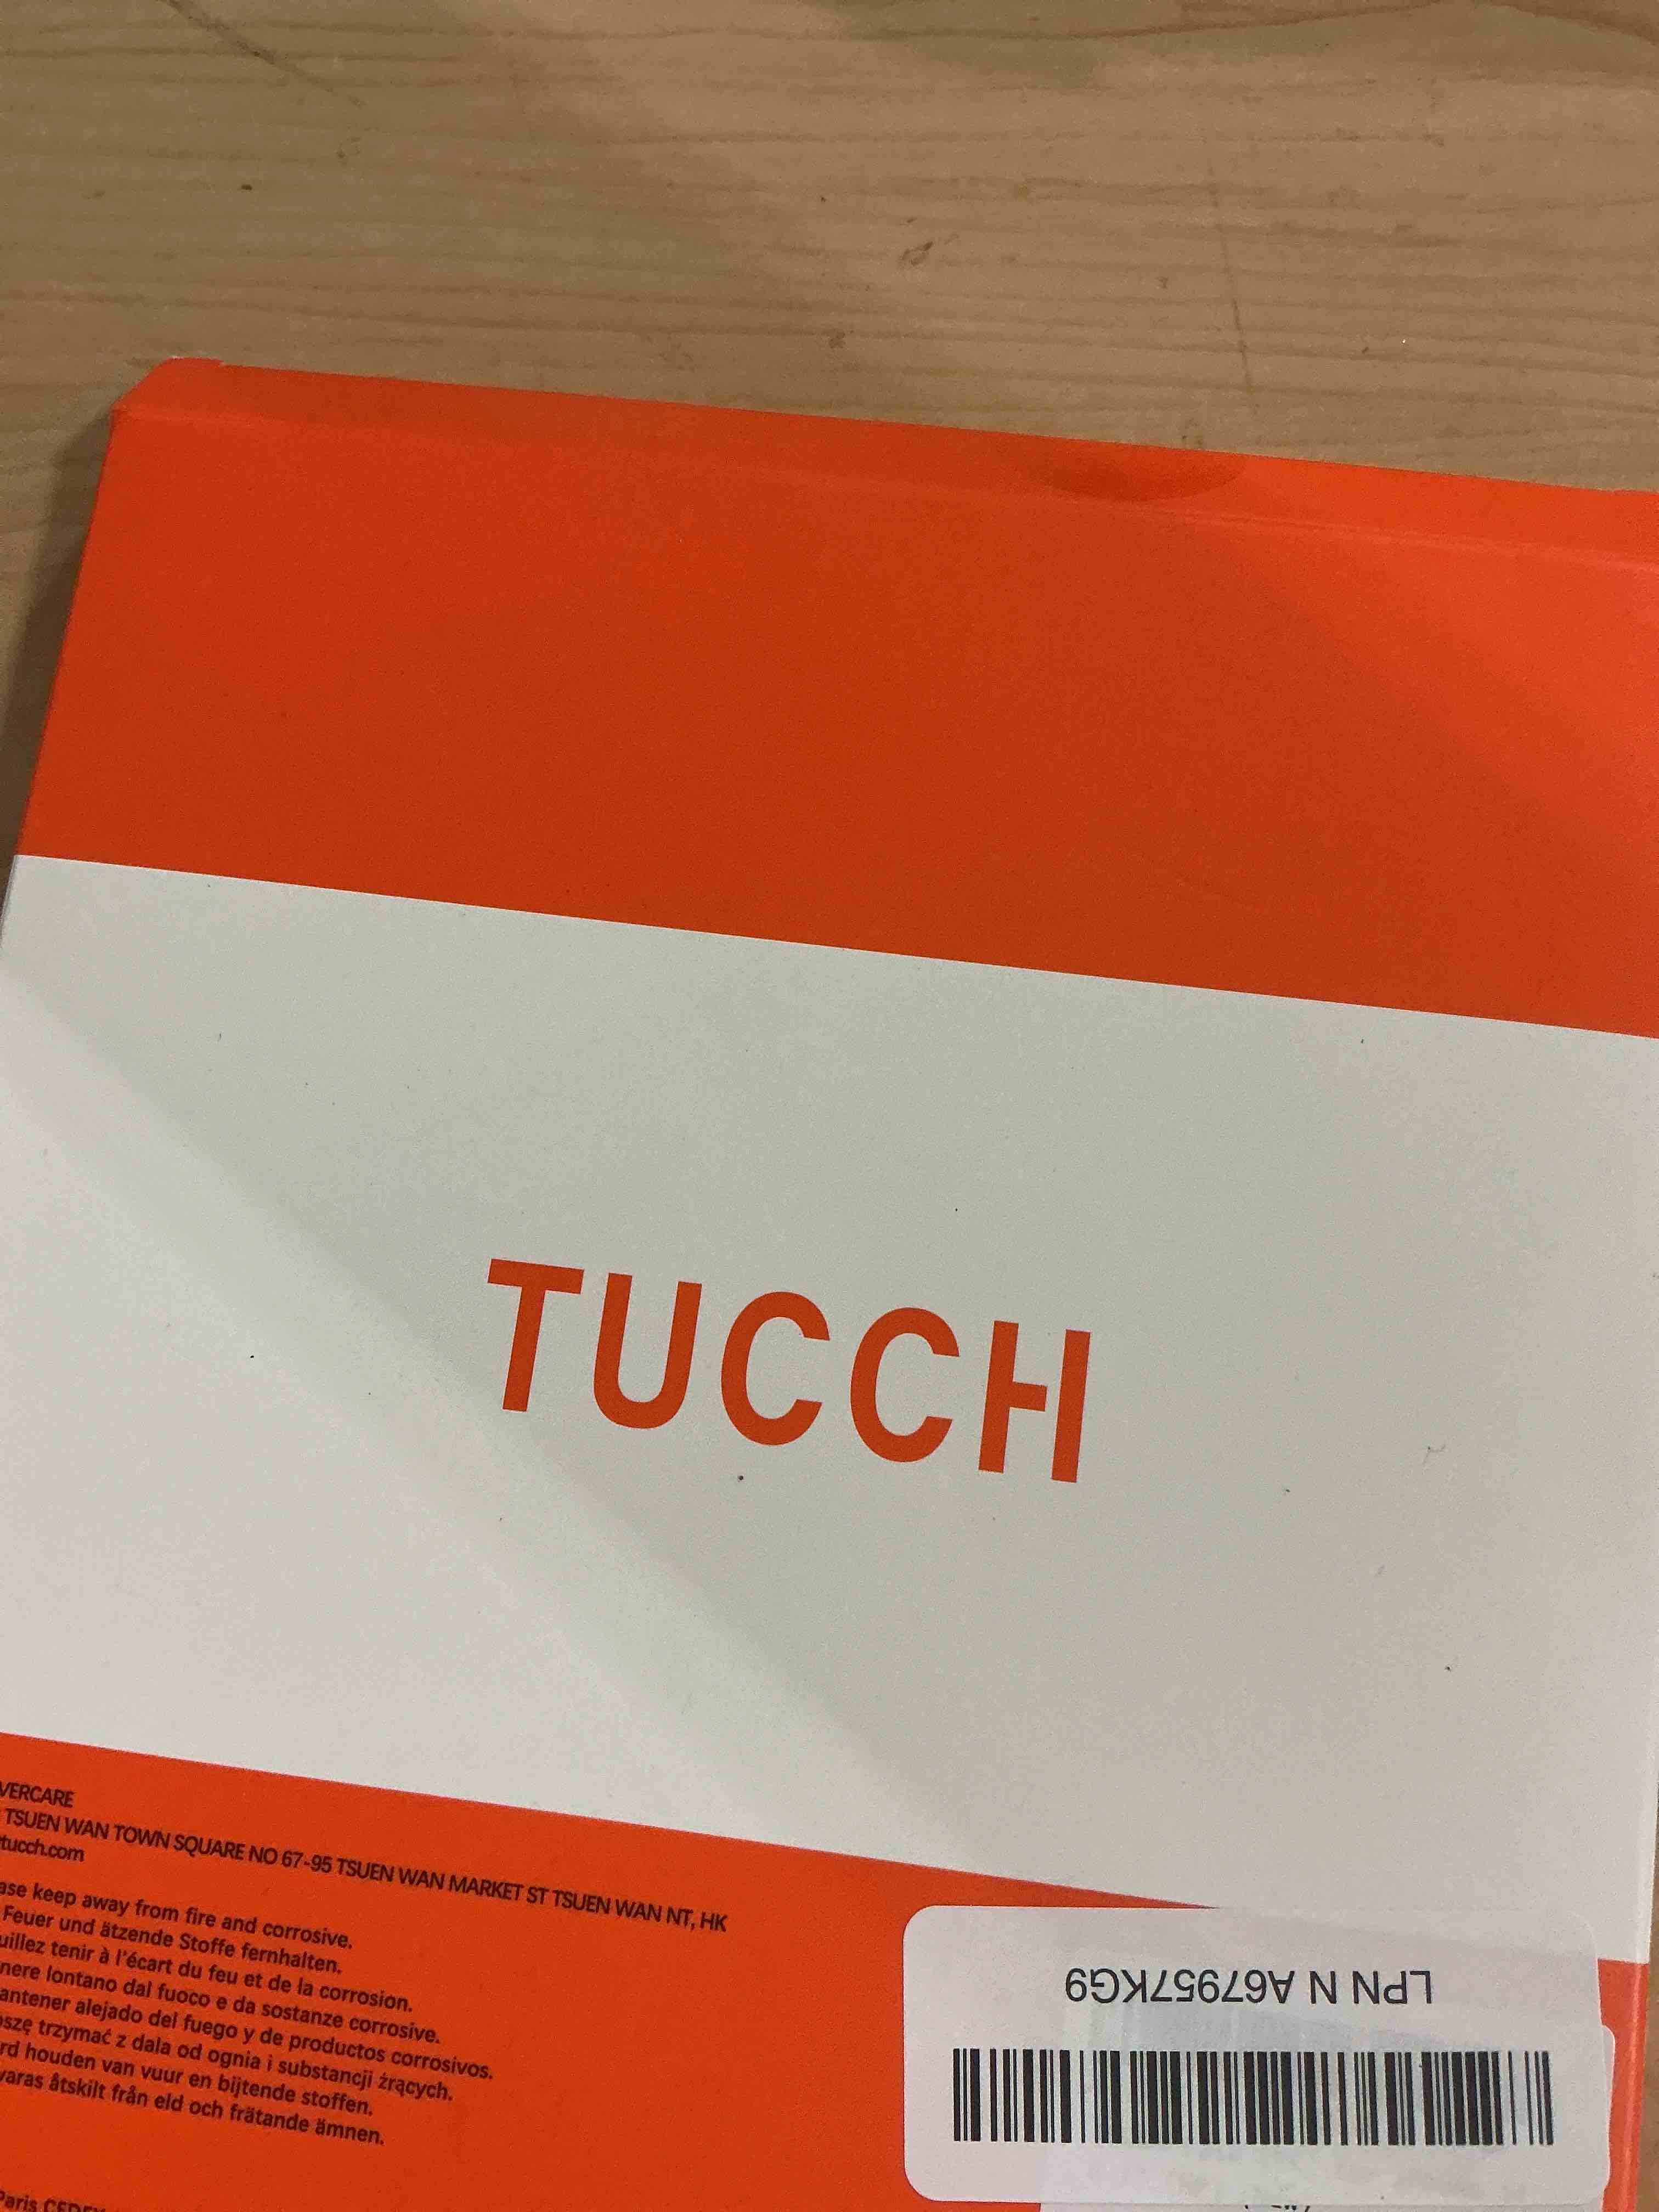 TUCCH
VERCARE
TSUEN WAN TOWN SQUARE NO 67-95 TSUEN WAN MARKET ST TSUEN WAN NT, HK
tucch.com
ase keep away from fire and corrosive.
Feuer und ätzende Stoffe fernhalten.
uillez tenir à l'écart du feu et de la corrosion.
nere lontano dal fuoco e da sostanze corrosive.
antener alejado del fuego y de productos corrosivos.
oszę trzymać z dala od ognia i substancji żrących.
rd houden van vuur en bijtende stoffen.
varas åtskilt från eld och frätande ämnen.
Paris
LPN N A67957KG9